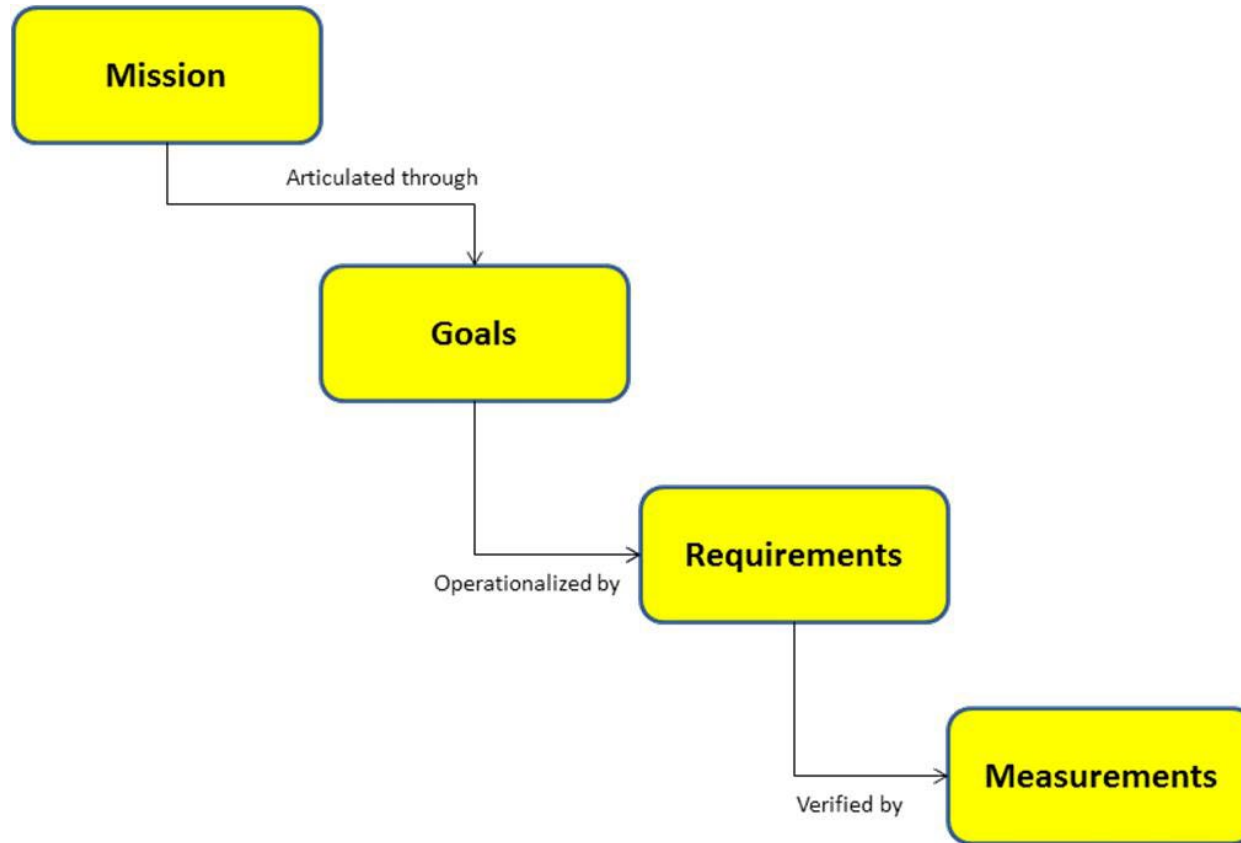 Mission
Articulated through
Goals
Requirements
Operationalized by
Measurements
Verified by